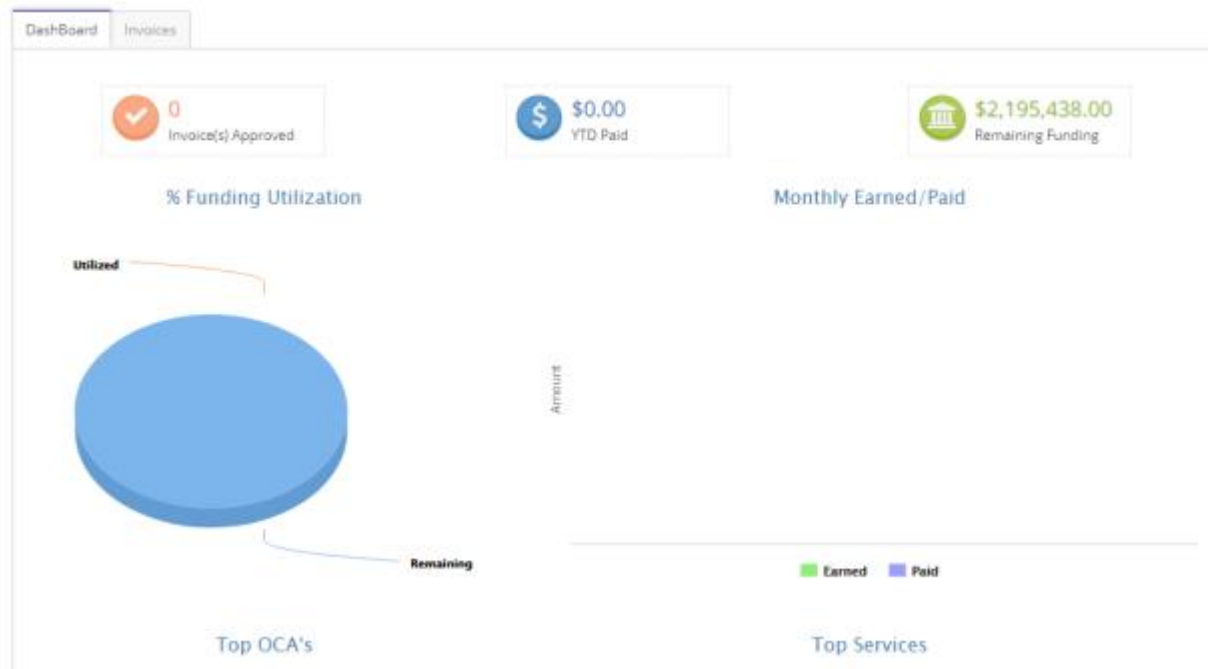 DashBoard Invoices
0
Invoice(s) Approved
$0.00
YTD Paid
$2,195,438.00
Remaining Funding
% Funding Utilization
Monthly Earned/Paid
Utilized
Remaining
Amount
Earned Paid
Top OCA's
Top Services